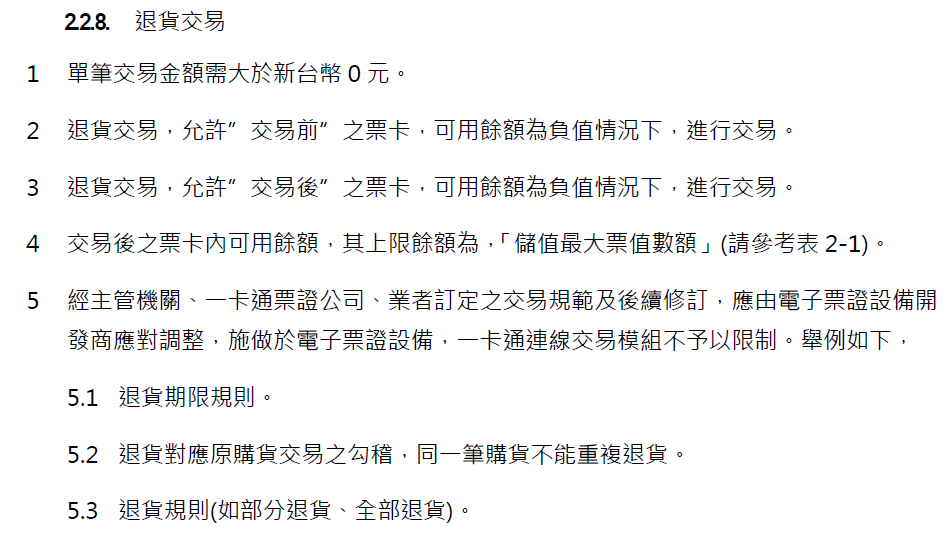 2.2.8. 退貨交易
1 單筆交易金額需大於新台幣 0 元。
2 退貨交易，允許”交易前”之票卡，可用餘額為負值情況下，進行交易。
3 退貨交易，允許”交易後”之票卡，可用餘額為負值情況下，進行交易。
4 交易後之票卡內可用餘額，其上限餘額為，「儲值最大票值數額」(請參考表 2-1)。
5 經主管機關、一卡通票證公司、業者訂定之交易規範及後續修訂，應由電子票證設備開
發商應對調整，施做於電子票證設備，一卡通連線交易模組不予以限制。舉例如下，
5.1 退貨期限規則。
5.2 退貨對應原購貨交易之勾稽，同一筆購貨不能重複退貨。
5.3 退貨規則(如部分退貨、全部退貨)。